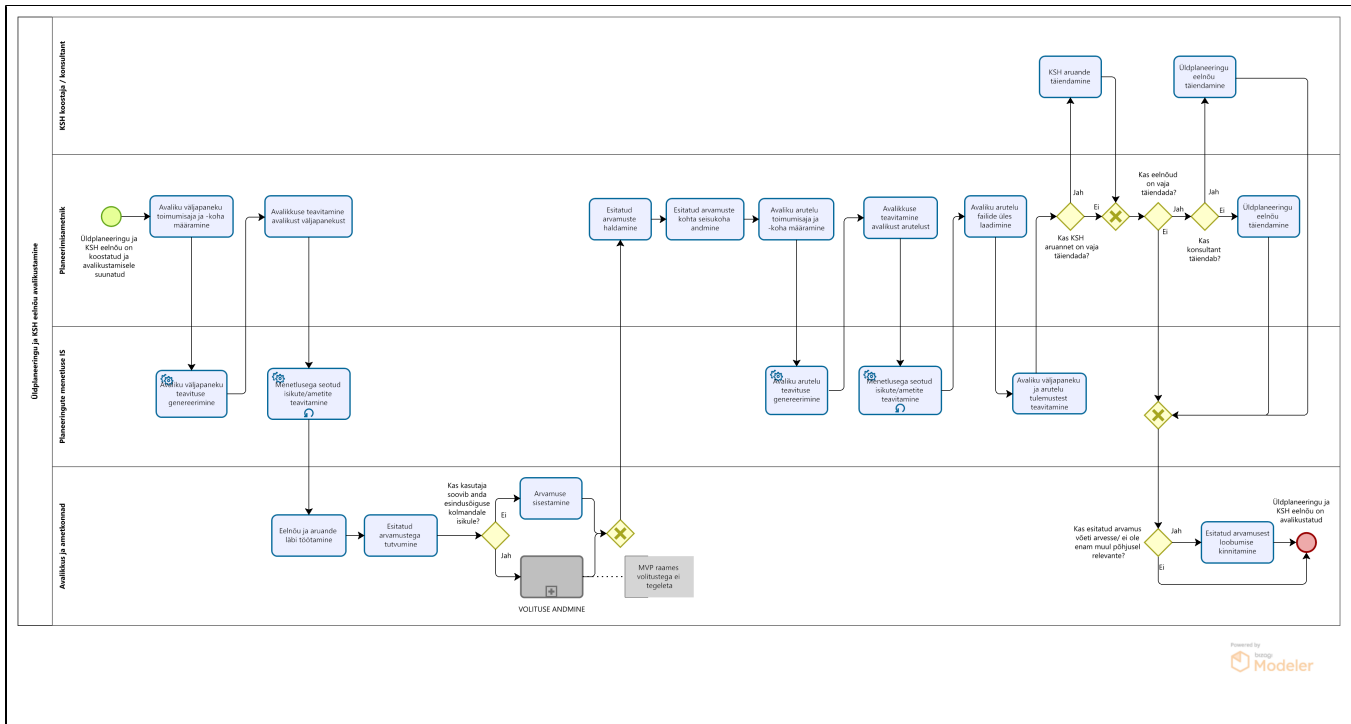 Üldplaneeringu ja KSH eelnõu avalikustamine
KSH koostaja / konsultant
KSH aruande
täiendamine
Üldplaneeringu
eelnõu
täiendamine
Planeerimisametnik
Üldplaneeringu ja
KSH eelnõu on
koostatud ja
avalikustamisele
suunatud
Avaliku väljapaneku
toimumisaja ja -koha
määramine
Avalikkuse teavitamine
avalikust väljapanekust
Esitatud
arvamuste
haldamine
Esitatud arvamuste
kohta seisukoha
andmine
Avaliku arutelu
toimumisaja ja
-koha määramine
Avalikkuse
teavitamine
avalikust arutelust
Avaliku arutelu
failide üles
laadimine
Jah
Ei
Kas KSH
aruannet on vaja
täiendada?
Kas eelnõud
on vaja
täiendada?
Jah
Ei
Jah
Ei
Kas
konsultant
täiendab?
Üldplaneeringu
eelnõu
täiendamine
Planeeringute menetluse IS
Avaliku väljapaneku
teavituse
genereerimine
Menetlusega seotud
isikute/ametite
teavitamine
Avaliku arutelu
teavituse
genereerimine
Menetlusega seotud
isikute/ametite
teavitamine
Avaliku väljapaneku
ja arutelu
tulemustest
teavitamine
Avalikkus ja ametkonnad
Eelnõu ja aruande
läbi töötamine
Esitatud
arvamustega
tutvumine
Kas kasutaja
soovib anda
esindusõiguse
kolmandale
isikule?
Ei
Jah
Arvamuse
sisestamine
VOLITUSE ANDMINE
MVP raames
volitustega ei
tegeleta
Kas esitatud arvamus
võeti arvesse/ ei ole
enam muul põhjusel
relevante?
Jah
Ei
Esitatud arvamusest
loobumise
kinnitamine
Üldplaneeringu ja
KSH eelnõu on
avalikustatud
Powered by
bizagi
Modeler